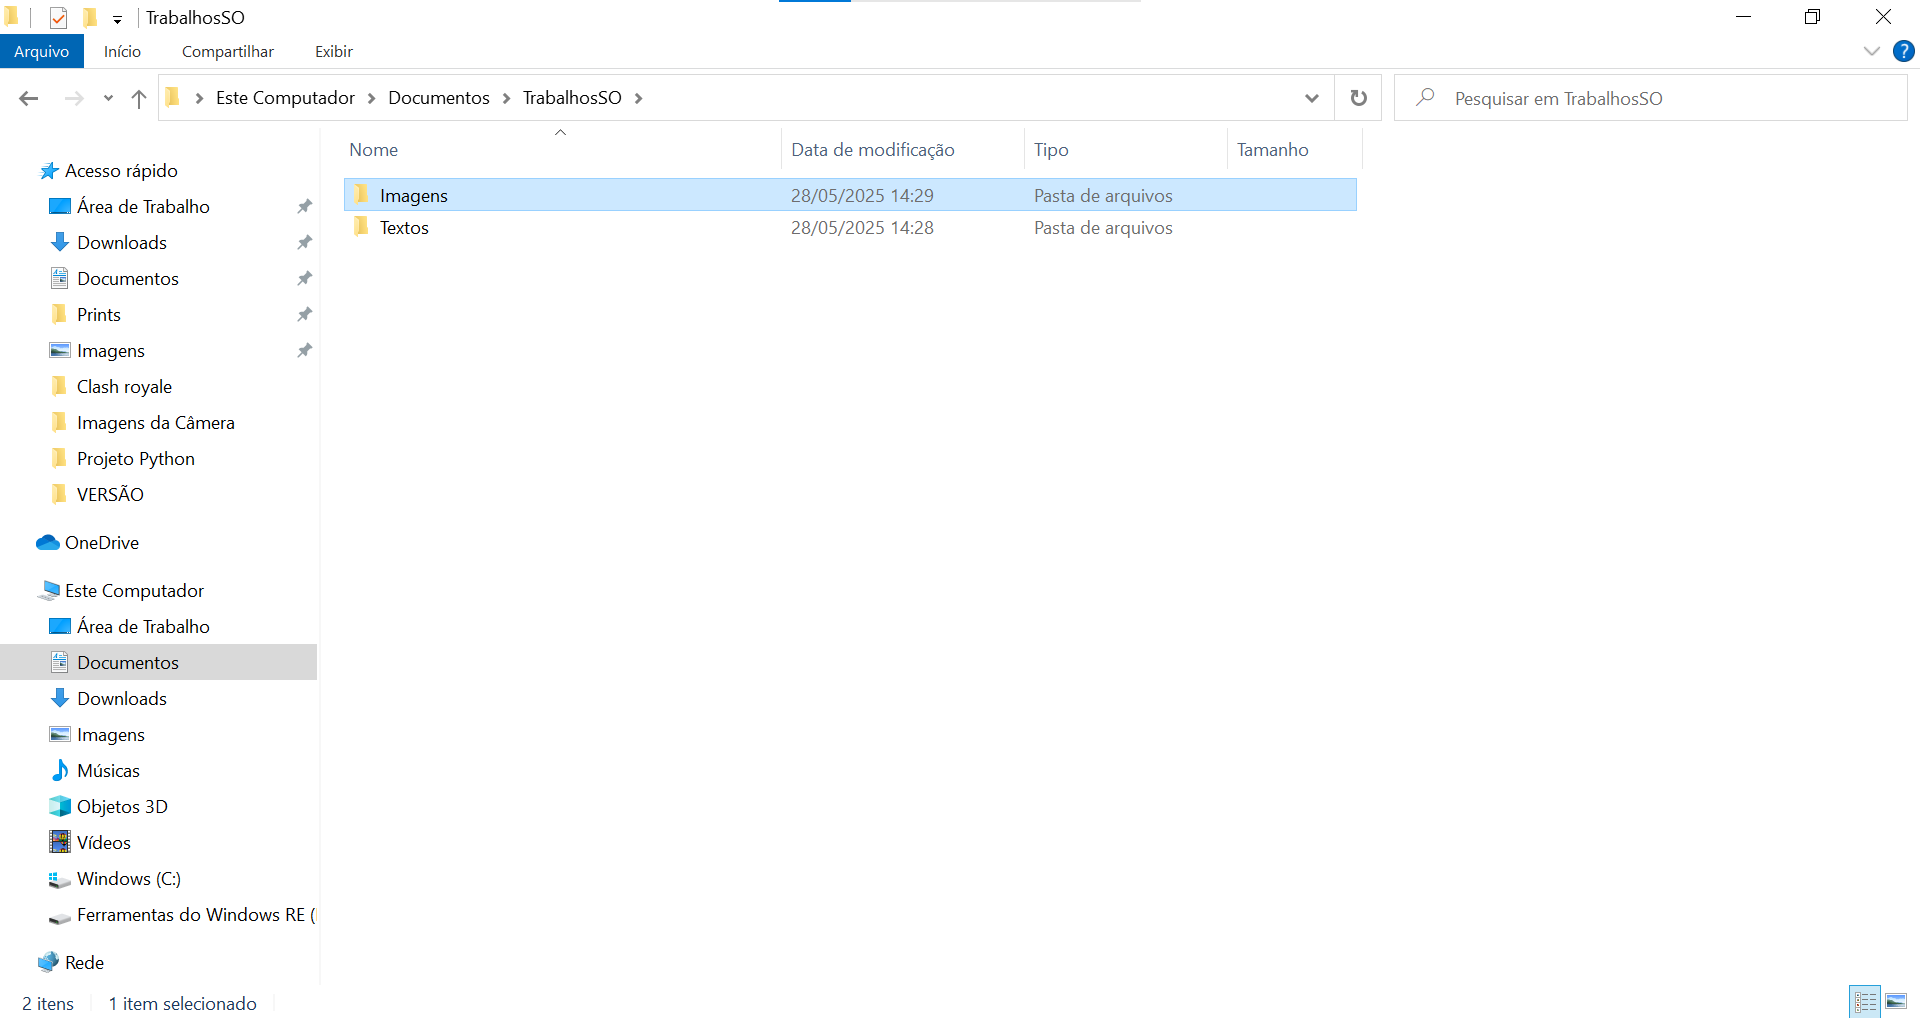 TrabalhosSO
Arquivo Início Compartilhar Exibir ?
Este Computador Documentos TrabalhosSO Pesquisar em TrabalhosSO
Nome Data de modificação Tipo Tamanho
Imagens 28/05/2025 14:29 Pasta de arquivos
Textos 28/05/2025 14:28 Pasta de arquivos
Acesso rápido
Área de Trabalho
Downloads
Documentos
Prints
Imagens
Clash royale
Imagens da Câmera
Projeto Python
VERSÃO
OneDrive
Este Computador
Área de Trabalho
Documentos
Downloads
Imagens
Músicas
Objetos 3D
Vídeos
Windows (C:)
Ferramentas do Windows RE (
Rede
2 itens 1 item selecionado